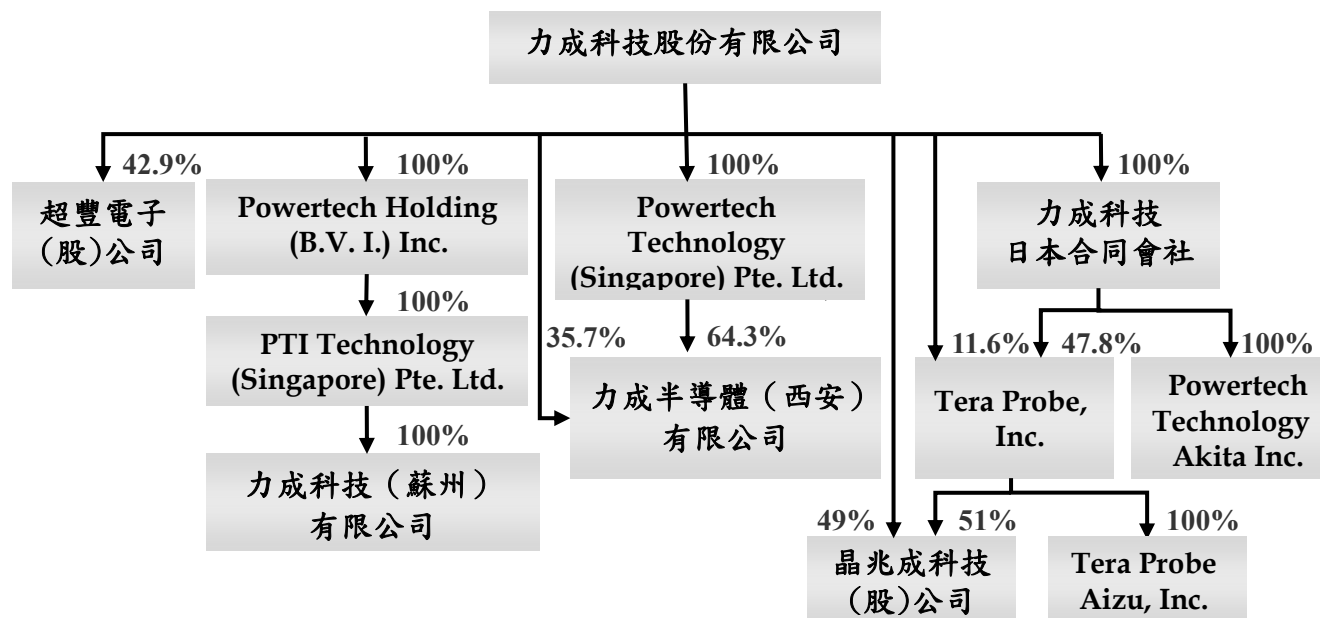 力成科技股份有限公司
42.9%
100%
100%
100%
超豐電子
(股)公司
Powertech Holding
(B.V. I.) Inc.
Powertech
Technology
(Singapore) Pte. Ltd.
力成科技
日本合同會社
100%
35.7%
64.3%
11.6%
47.8%
100%
PTI Technology
(Singapore) Pte. Ltd.
力成半導體（西安）
有限公司
Tera Probe,
Inc.
Powertech
Technology
Akita Inc.
100%
力成科技（蘇州）
有限公司
49%
51%
100%
晶兆成科技
(股)公司
Tera Probe
Aizu, Inc.